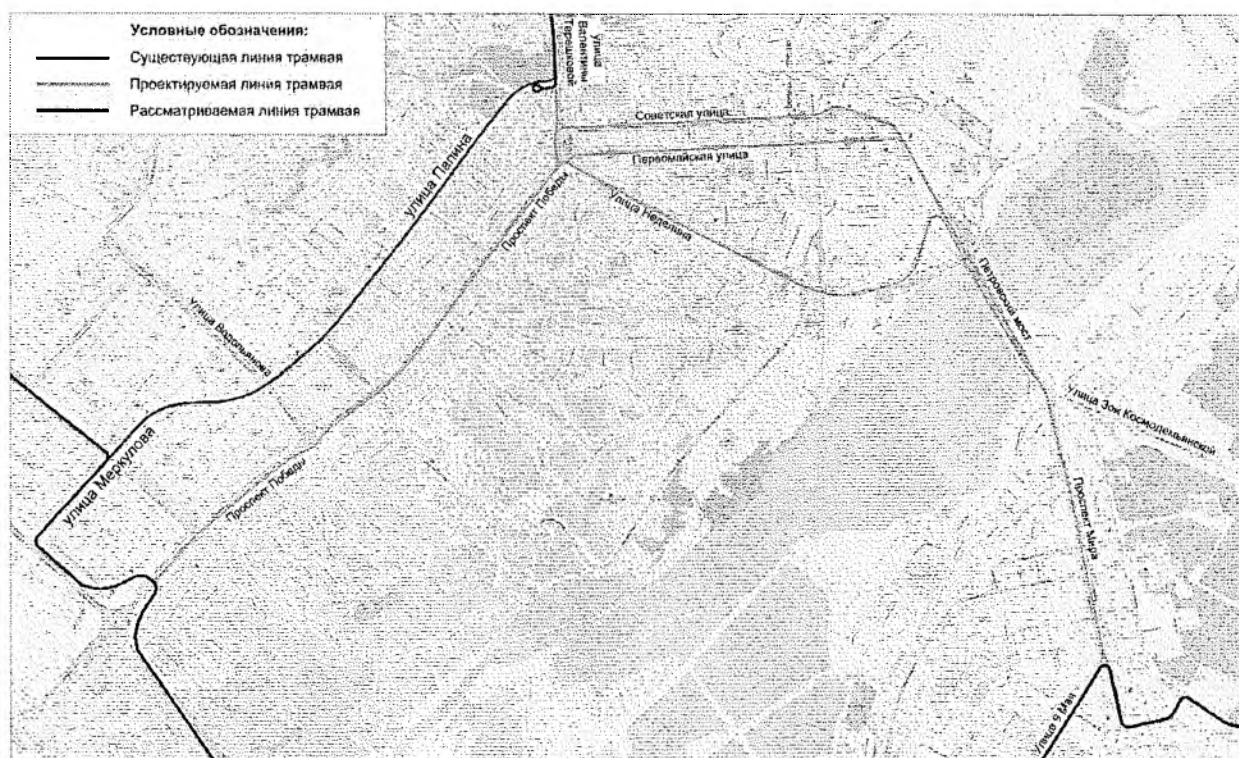 Условные обозначения:
Существующая линия трамвая
Проектируемая линия трамвая
Рассматриваемая линия трамвая
улица
Валентины
Терешковой
Советская улица
Первомайская улица
улица Папина
Проспект Победы
улица Неделина
Петровский мост
улица Водопьянова
улица Зои Космодемьянской
улица Меркулова
Проспект Победы
Проспект Мира
улица 9 Мая